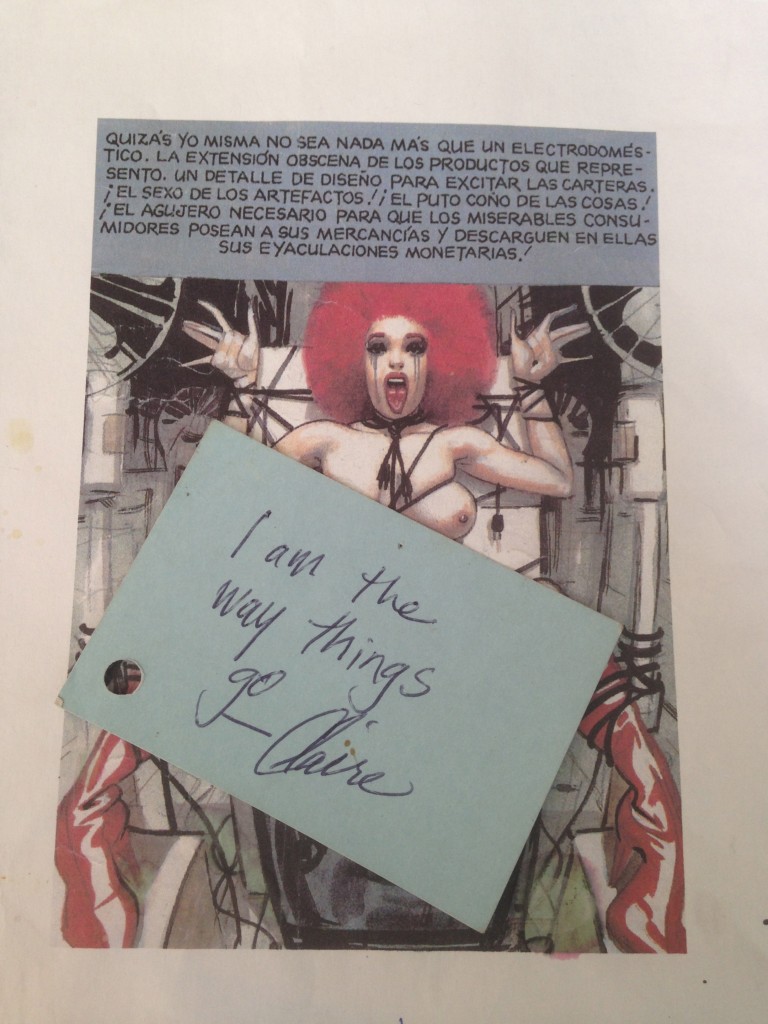 QUIZÁS YO MISMA NO SEA NADA MÁS QUE UN ELECTRODOMÉS-
TICO. LA EXTENSIÓN OBSCENA DE LOS PRODUCTOS QUE REPRE-
SENTO. UN DETALLE DE DISEÑO PARA EXCITAR LAS CARTERAS.
¡EL SEXO DE LOS ARTEFACTOS! ¡EL PUTO COÑO DE LAS COSAS!
¡EL AGUJERO NECESARIO PARA QUE LOS MISERABLES CONSU-
MIDORES POSEAN A SUS MERCANCÍAS Y DESCARGUEN EN ELLAS
SUS EYACULACIONES MONETARIAS!
I am the
way things
go
– Claire